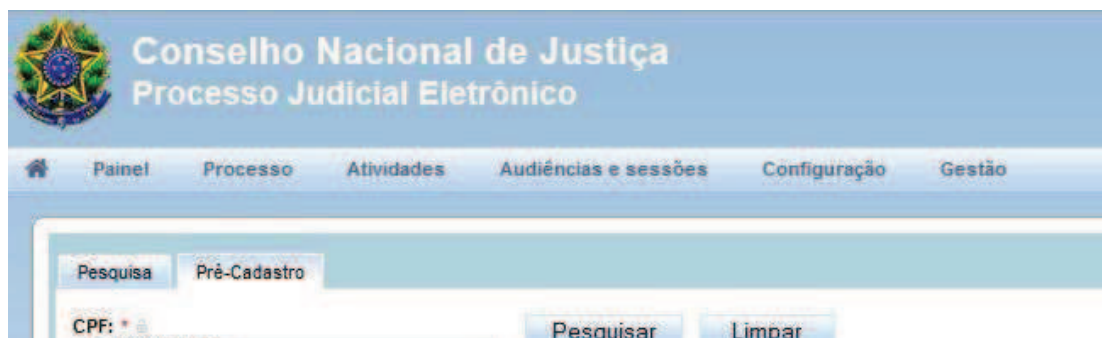 Conselho Nacional de Justiça
Processo Judicial Eletrônico
Painel Processo Atividades Audiências e sessões Configuração Gestão
Pesquisa Pré-Cadastro
CPF: * Pesquisar Limpar